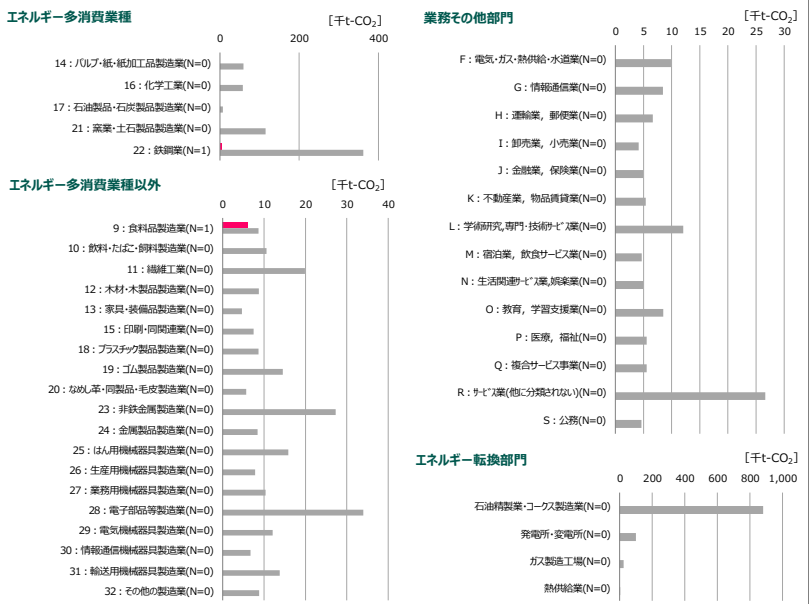 エネルギー多消費業種
[千t-CO2]
0 200 400
14：パルプ・紙・紙加工品製造業(N=0)
16：化学工業(N=0)
17：石油製品・石炭製品製造業(N=0)
21：窯業・土石製品製造業(N=0)
22：鉄鋼業(N=1)
エネルギー多消費業種以外
[千t-CO2]
0 10 20 30 40
9：食料品製造業(N=1)
10：飲料・たばこ・飼料製造業(N=0)
11：繊維工業(N=0)
12：木材・木製品製造業(N=0)
13：家具・装備品製造業(N=0)
15：印刷・同関連業(N=0)
18：プラスチック製品製造業(N=0)
19：ゴム製品製造業(N=0)
20：なめし革・同製品・毛皮製造業(N=0)
23：非鉄金属製造業(N=0)
24：金属製品製造業(N=0)
25：はん用機械器具製造業(N=0)
26：生産用機械器具製造業(N=0)
27：業務用機械器具製造業(N=0)
28：電子部品等製造業(N=0)
29：電気機械器具製造業(N=0)
30：情報通信機械器具製造業(N=0)
31：輸送用機械器具製造業(N=0)
32：その他の製造業(N=0)
業務その他部門
[千t-CO2]
0 5 10 15 20 25 30
F：電気・ガス・熱供給・水道業(N=0)
G：情報通信業(N=0)
H：運輸業，郵便業(N=0)
I：卸売業，小売業(N=0)
J：金融業，保険業(N=0)
K：不動産業，物品賃貸業(N=0)
L：学術研究,専門・技術ｻｰﾋﾞｽ業(N=0)
M：宿泊業，飲食サービス業(N=0)
N：生活関連ｻｰﾋﾞｽ業,娯楽業(N=0)
O：教育，学習支援業(N=0)
P：医療，福祉(N=0)
Q：複合サービス事業(N=0)
R：ｻｰﾋﾞｽ業(他に分類されない)(N=0)
S：公務(N=0)
エネルギー転換部門
[千t-CO2]
0 200 400 600 800 1,000
石油精製業・コークス製造業(N=0)
発電所・変電所(N=0)
ガス製造工場(N=0)
熱供給業(N=0)